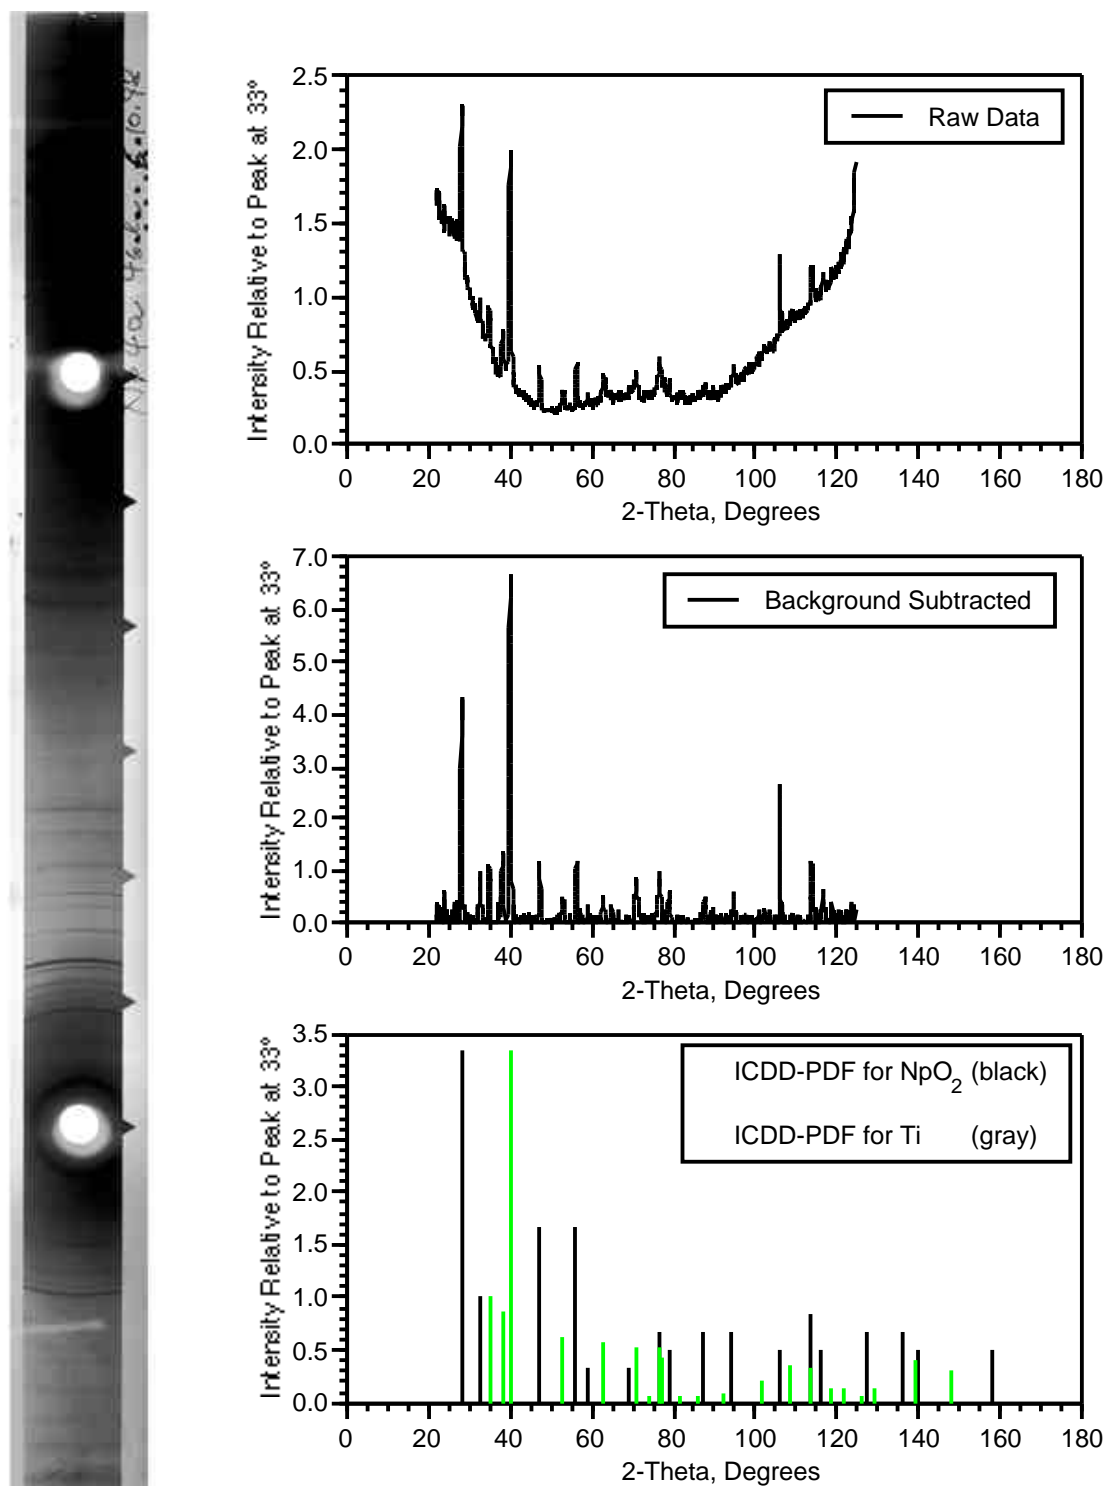 Intensity Relative to Peak at 33º
2.5
2.0
1.5
1.0
0.5
0.0
Raw Data
0 20 40 60 80 100 120 140 160 180
2-Theta, Degrees
Intensity Relative to Peak at 33º
7.0
6.0
5.0
4.0
3.0
2.0
1.0
0.0
Background Subtracted
0 20 40 60 80 100 120 140 160 180
2-Theta, Degrees
Intensity Relative to Peak at 33º
3.5
3.0
2.5
2.0
1.5
1.0
0.5
0.0
ICDD-PDF for NpO2 (black)
ICDD-PDF for Ti (gray)
0 20 40 60 80 100 120 140 160 180
2-Theta, Degrees